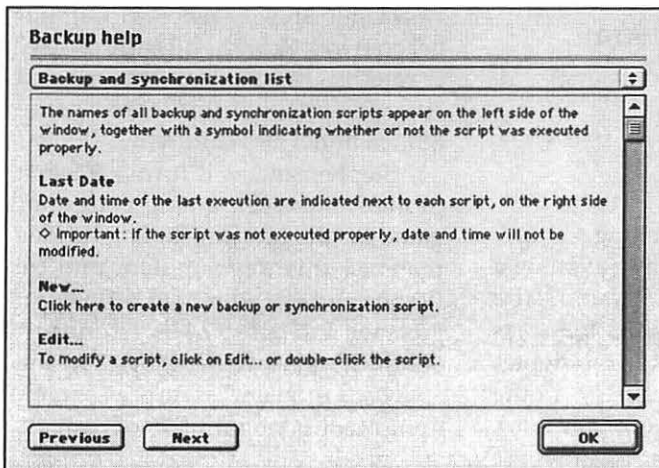 Backup help
Backup and synchronization list
The names of all backup and synchronization scripts appear on the left side of the
window, together with a symbol indicating whether or not the script was executed
properly.
Last Date
Date and time of the last execution are indicated next to each script, on the right side
of the window.
◇ Important: If the script was not executed properly, date and time will not be
modified.
New...
Click here to create a new backup or synchronization script.
Edit...
To modify a script, click on Edit... or double-click the script.
Previous Next OK